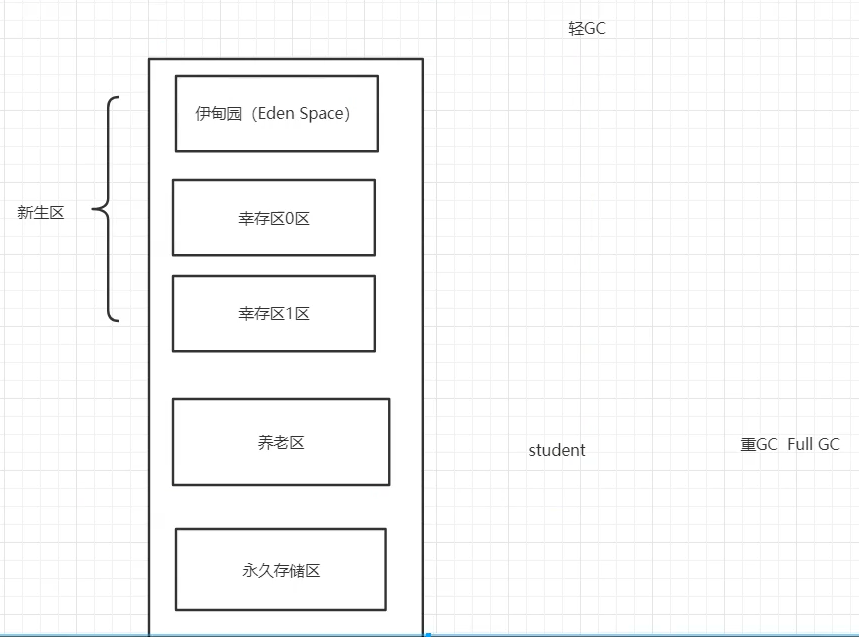 轻GC
伊甸园（Eden Space）
新生区
幸存区0区
幸存区1区
养老区
student
重GC Full GC
永久存储区